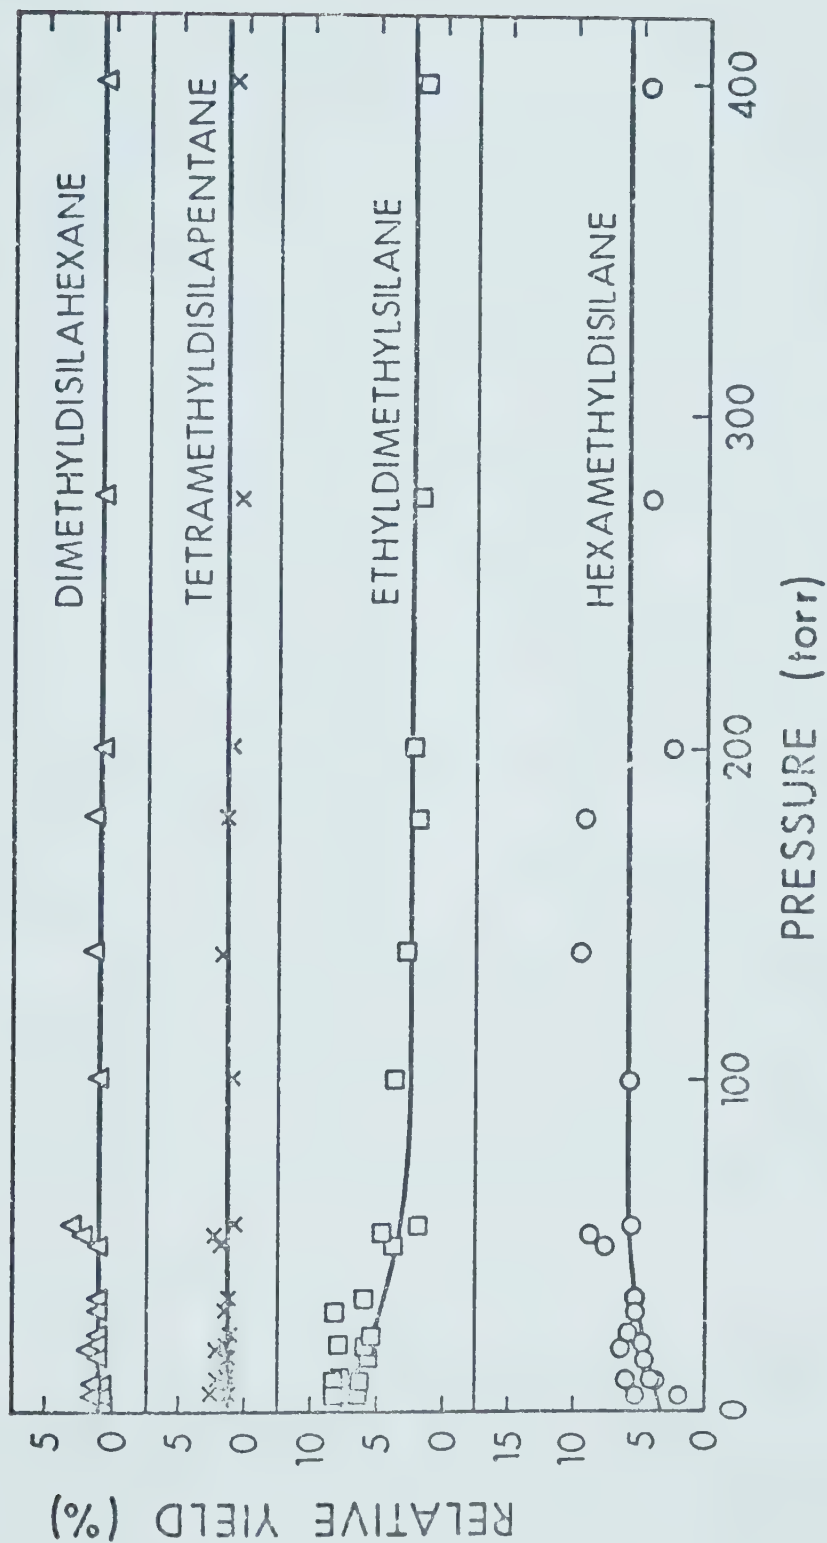 DIMETHYLDISILAHEXANE
TETRAMETHYLDISILAPENTANE
ETHYLDIMETHYLSILANE
HEXAMETHYLDISILANE
RELATIVE YIELD (%)
5
0
5
0
10
5
0
15
10
5
0
0
100
200
300
400
PRESSURE (torr)